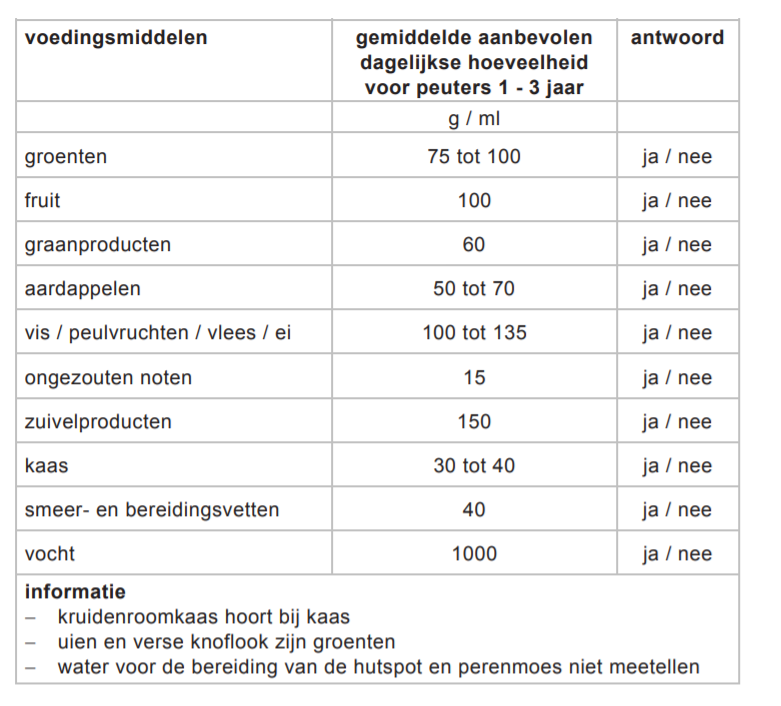 voedingsmiddelen gemiddelde aanbevolen antwoord
dagelijkse hoeveelheid
voor peuters 1 - 3 jaar
g / ml
groenten 75 tot 100 ja / nee
fruit 100 ja / nee
graanproducten 60 ja / nee
aardappelen 50 tot 70 ja / nee
vis / peulvruchten / vlees / ei 100 tot 135 ja / nee
ongezouten noten 15 ja / nee
zuivelproducten 150 ja / nee
kaas 30 tot 40 ja / nee
smeer- en bereidingsvetten 40 ja / nee
vocht 1000 ja / nee
informatie
– kruidenroomkaas hoort bij kaas
– uien en verse knoflook zijn groenten
– water voor de bereiding van de hutspot en perenmoes niet meetellen